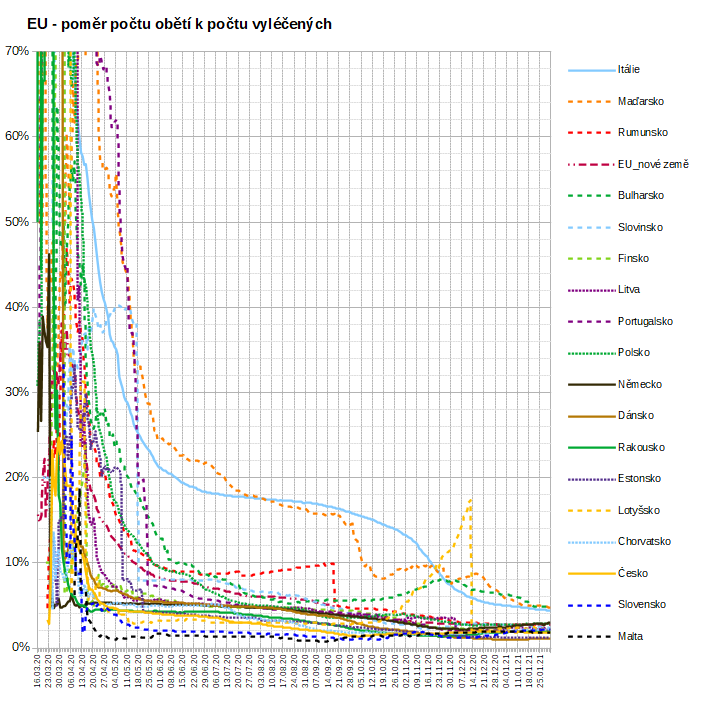 EU - poměr počtu obětí k počtu vyléčených
70%
60%
50%
40%
30%
20%
10%
0%
16.03.20
23.03.20
30.03.20
06.04.20
13.04.20
20.04.20
27.04.20
04.05.20
11.05.20
18.05.20
25.05.20
01.06.20
08.06.20
15.06.20
22.06.20
29.06.20
06.07.20
13.07.20
20.07.20
27.07.20
03.08.20
10.08.20
17.08.20
24.08.20
31.08.20
07.09.20
14.09.20
21.09.20
28.09.20
05.10.20
12.10.20
19.10.20
26.10.20
02.11.20
09.11.20
16.11.20
23.11.20
30.11.20
07.12.20
14.12.20
21.12.20
28.12.20
04.01.21
11.01.21
18.01.21
25.01.21
Itálie
Maďarsko
Rumunsko
EU_nové země
Bulharsko
Slovinsko
Finsko
Litva
Portugalsko
Polsko
Německo
Dánsko
Rakousko
Estonsko
Lotyšsko
Chorvatsko
Česko
Slovensko
Malta